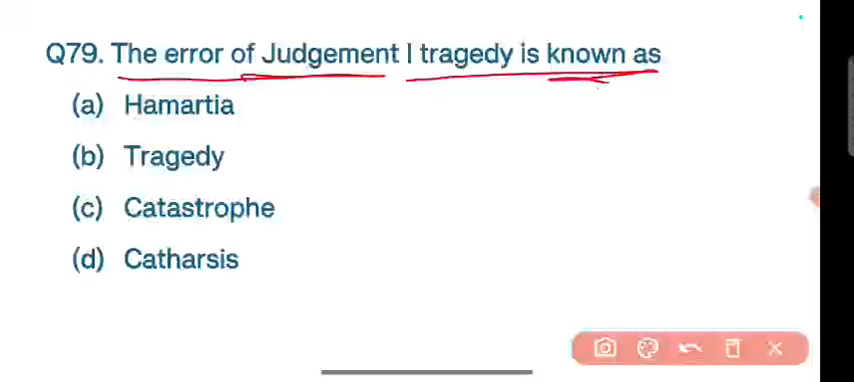 Q79. The error of Judgement I tragedy is known as
(a) Hamartia
(b) Tragedy
(c) Catastrophe
(d) Catharsis